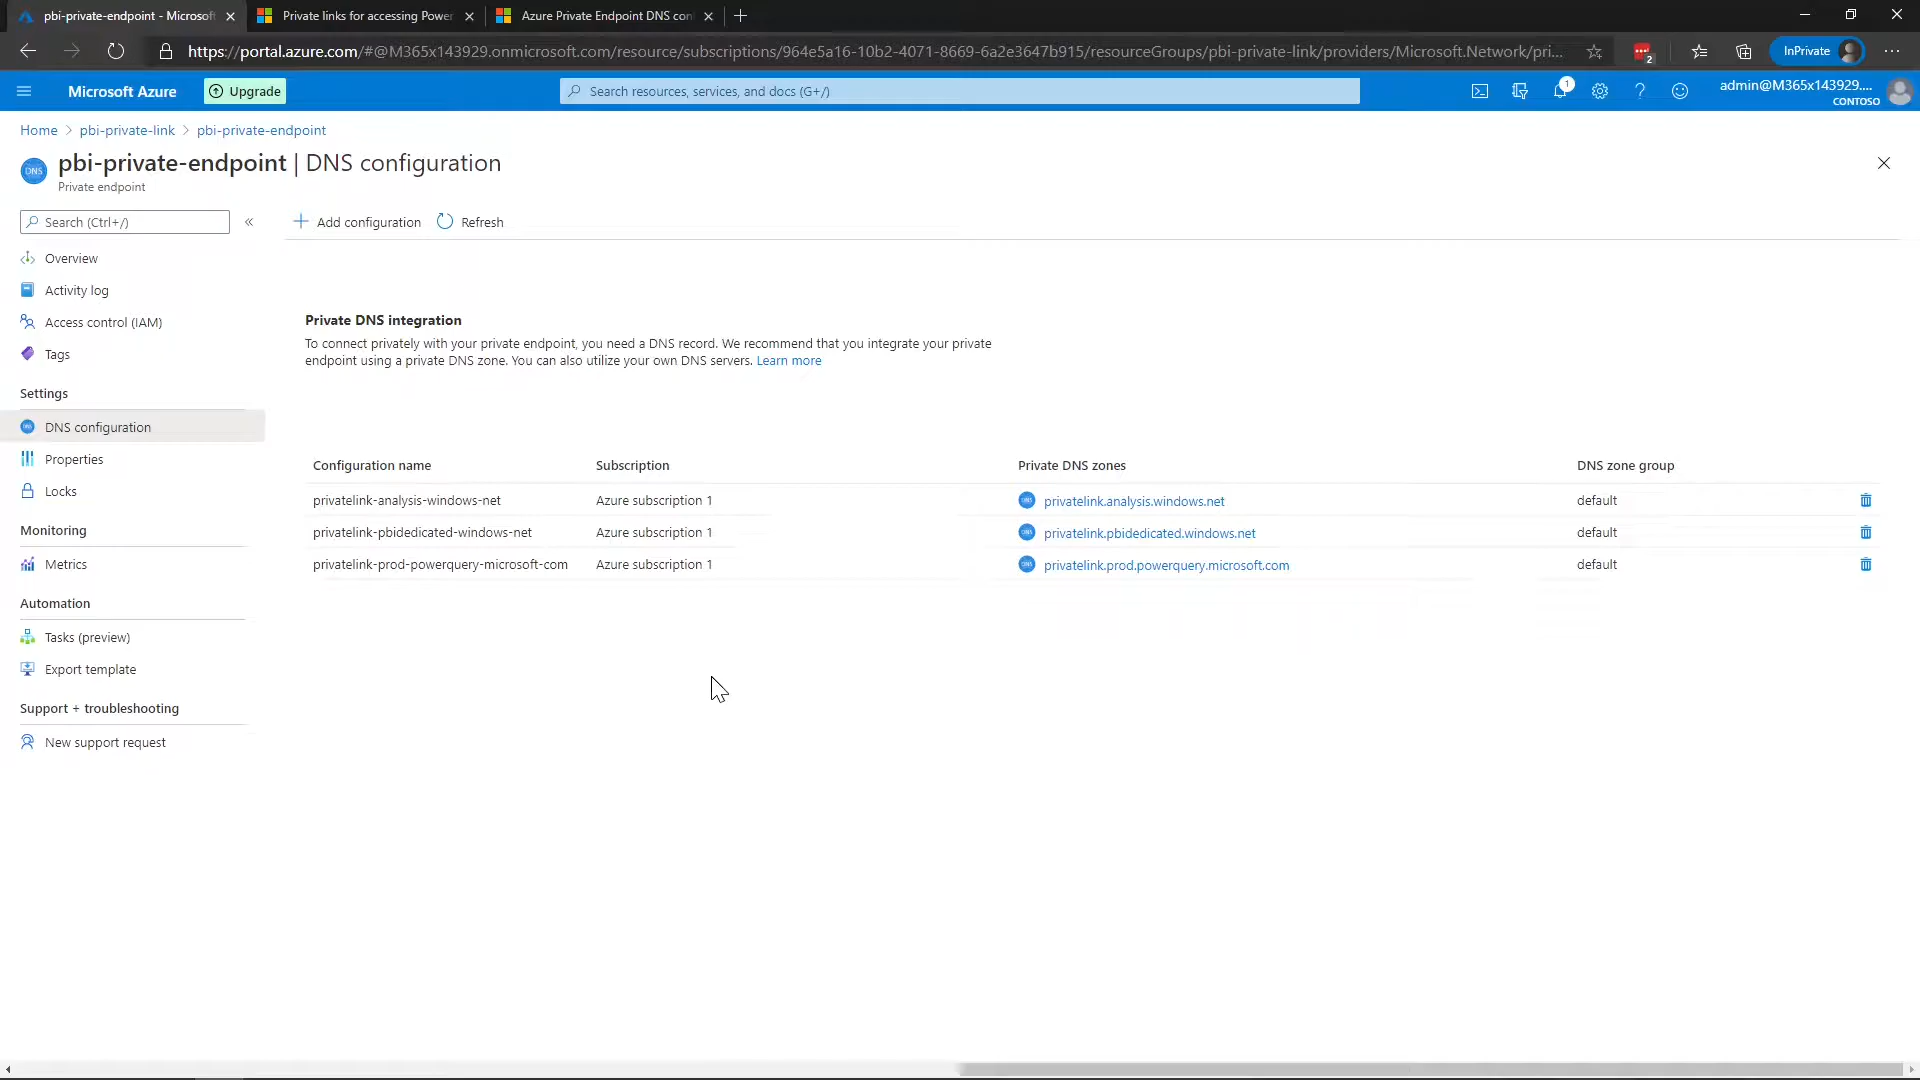 pbi-private-endpoint - Microsoft
Private links for accessing Power
Azure Private Endpoint DNS con
https://portal.azure.com/#@M365x143929.onmicrosoft.com/resource/subscriptions/964e5a16-10b2-4071-8669-6a2e3647b915/resourceGroups/pbi-private-link/providers/Microsoft.Network/pri...
2
InPrivate
Microsoft Azure
Upgrade
Search resources, services, and docs (G+/)
1
admin@M365x143929....
CONTOSO
Home > pbi-private-link > pbi-private-endpoint
DNS
pbi-private-endpoint | DNS configuration
Private endpoint
Search (Ctrl+/)
«
Add configuration
Refresh
Overview
Activity log
Access control (IAM)
Tags
Settings
DNS configuration
Properties
Locks
Monitoring
Metrics
Automation
Tasks (preview)
Export template
Support + troubleshooting
New support request
Private DNS integration
To connect privately with your private endpoint, you need a DNS record. We recommend that you integrate your private
endpoint using a private DNS zone. You can also utilize your own DNS servers. Learn more
Configuration name Subscription Private DNS zones DNS zone group
privatelink-analysis-windows-net Azure subscription 1 privatelink.analysis.windows.net default
privatelink-pbidedicated-windows-net Azure subscription 1 privatelink.pbidedicated.windows.net default
privatelink-prod-powerquery-microsoft-com Azure subscription 1 privatelink.prod.powerquery.microsoft.com default